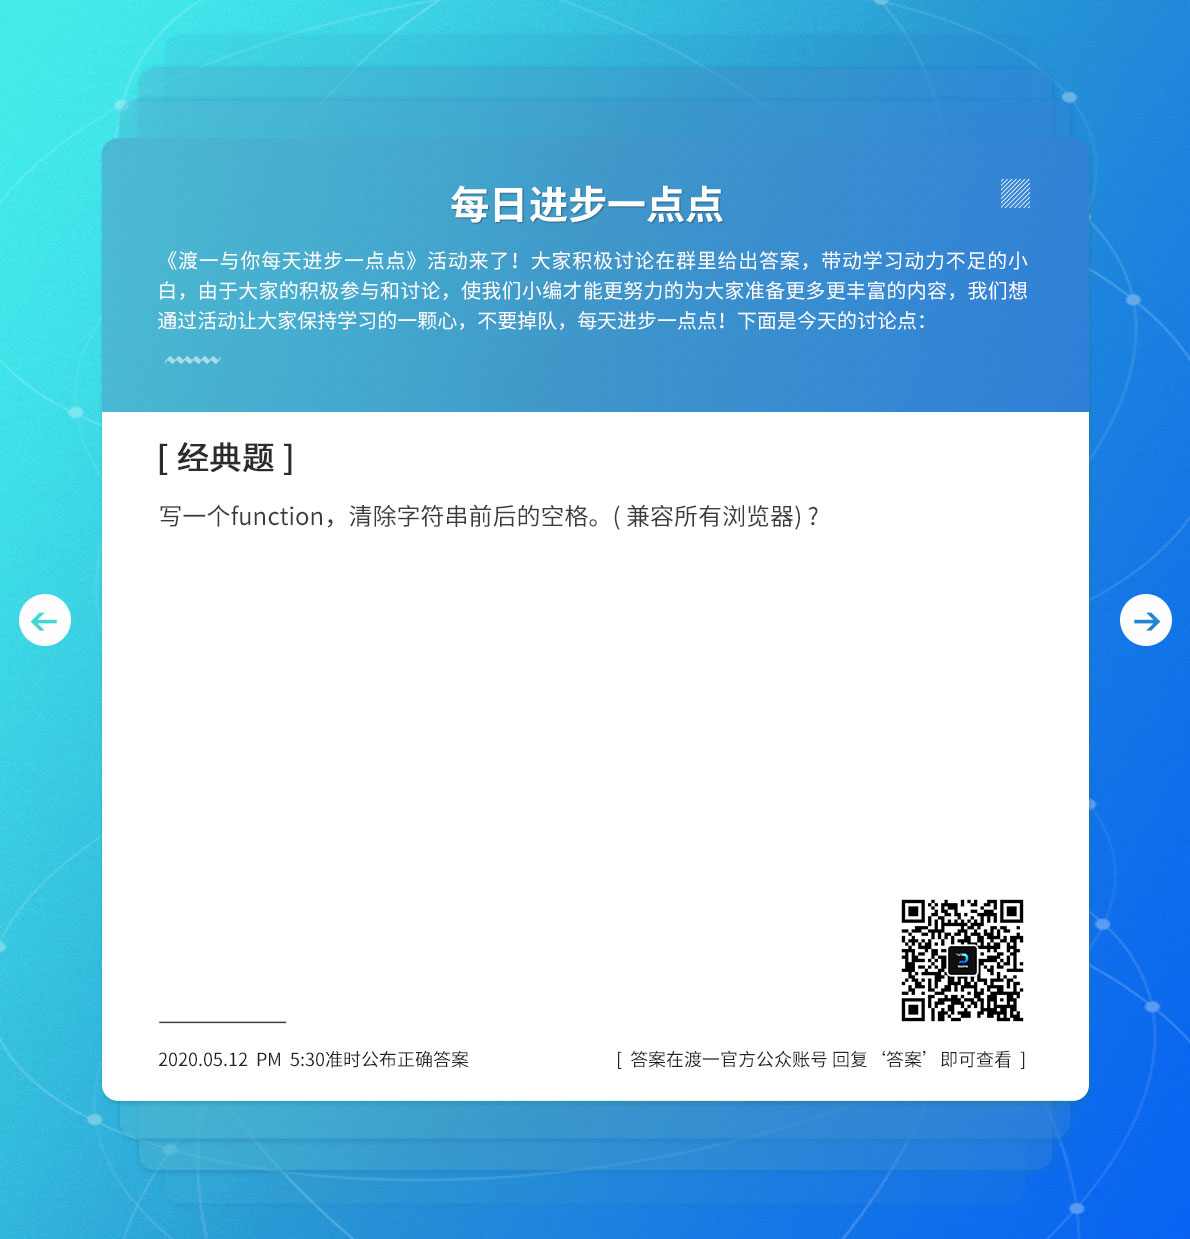 每日进步一点点
《渡一与你每天进步一点点》活动来了！大家积极讨论在群里给出答案，带动学习动力不足的小
白，由于大家的积极参与和讨论，使我们小编才能更努力的为大家准备更多更丰富的内容，我们想
通过活动让大家保持学习的一颗心，不要掉队，每天进步一点点！下面是今天的讨论点：
[ 经典题 ]
写一个function，清除字符串前后的空格。( 兼容所有浏览器)？
2020.05.12 PM 5:30准时公布正确答案
[ 答案在渡一官方公众账号 回复‘答案’即可查看 ]